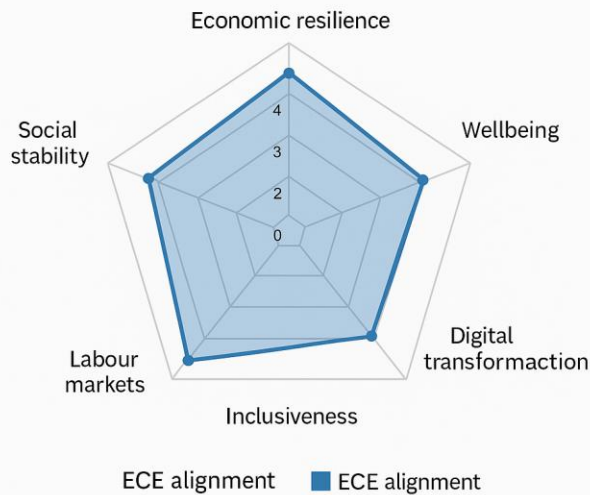 Economic resilience
Social
stability
Wellbeing
4
3
2
0
Digital
transformaction
Labour
markets
Inclusiveness
ECE alignment
ECE alignment